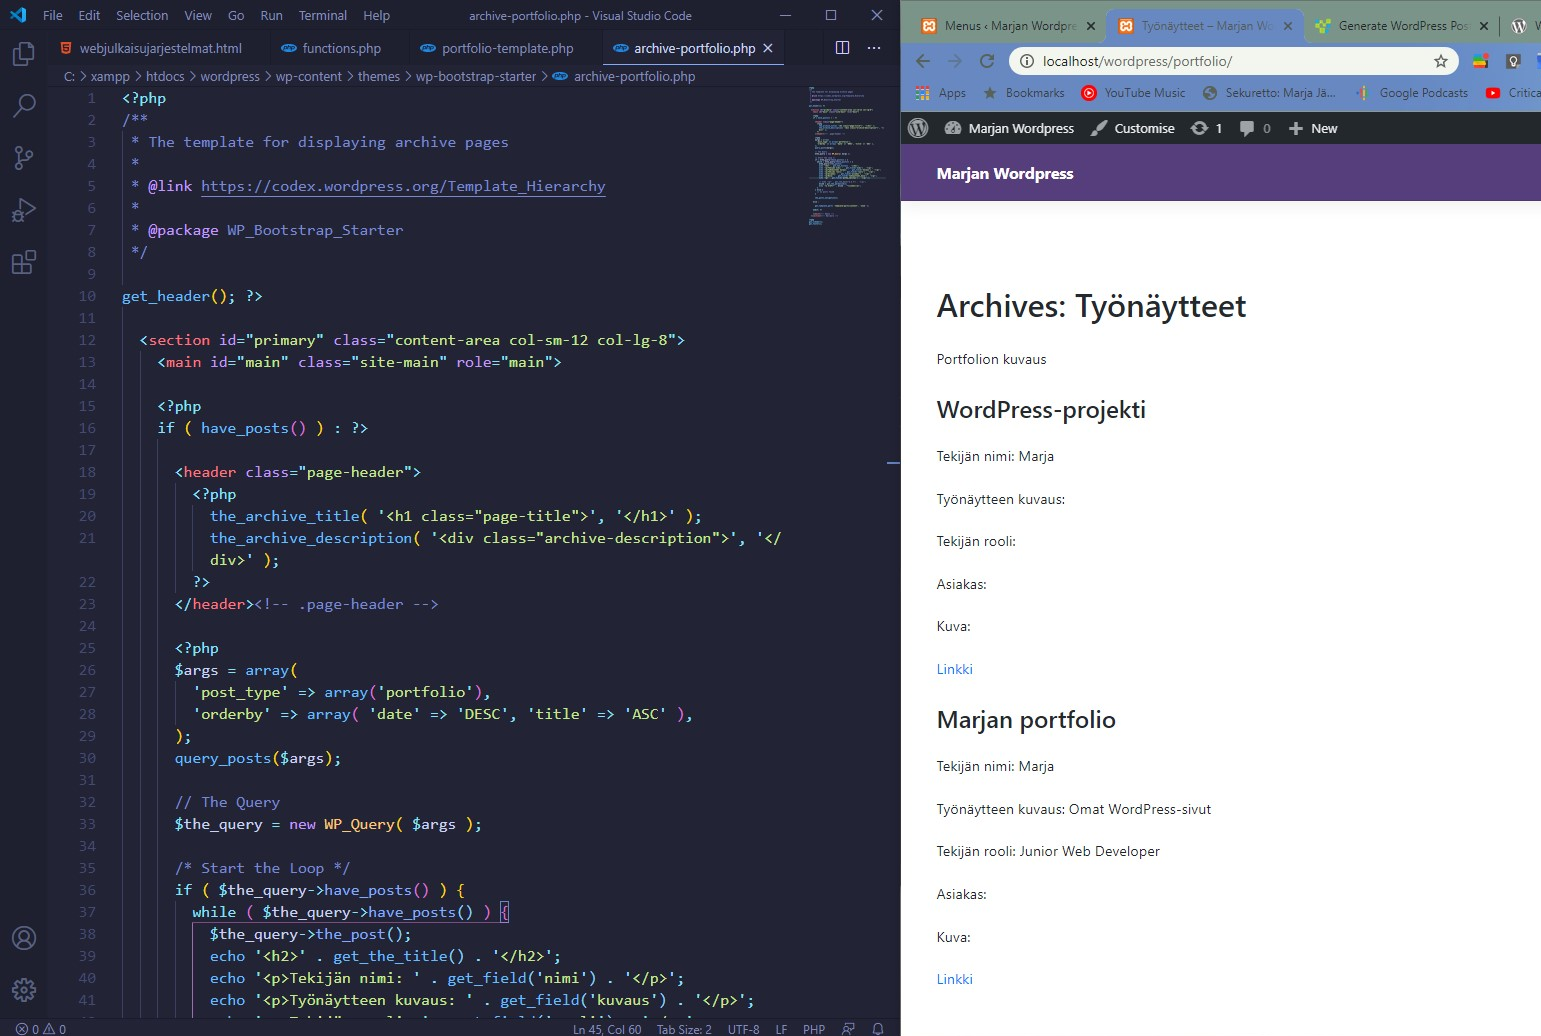 File Edit Selection View Go Run Terminal Help archive-portfolio.php - Visual Studio Code
webjulkaisujarjestelmat.html functions.php portfolio-template.php archive-portfolio.php
C: > xampp > htdocs > wordpress > wp-content > themes > wp-bootstrap-starter > archive-portfolio.php
1 <?php
2 /**
3  * The template for displaying archive pages
4  *
5  * @link https://codex.wordpress.org/Template_Hierarchy
6  *
7  * @package WP_Bootstrap_Starter
8  */
9
10 get_header(); ?>
11
12 <section id="primary" class="content-area col-sm-12 col-lg-8">
13 <main id="main" class="site-main" role="main">
14
15 <?php
16 if ( have_posts() ) : ?>
17
18 <header class="page-header">
19 <?php
20 the_archive_title( '<h1 class="page-title">', '</h1>' );
21 the_archive_description( '<div class="archive-description">', '</
div>' );
22 ?>
23 </header><!-- .page-header -->
24
25 <?php
26 $args = array(
27 'post_type' => array('portfolio'),
28 'orderby' => array( 'date' => 'DESC', 'title' => 'ASC' ),
29 );
30 query_posts($args);
31
32 // The Query
33 $the_query = new WP_Query( $args );
34
35 /* Start the Loop */
36 if ( $the_query->have_posts() ) {
37 while ( $the_query->have_posts() ) {
38 $the_query->the_post();
39 echo '<h2>' . get_the_title() . '</h2>';
40 echo '<p>Tekijän nimi: ' . get_field('nimi') . '</p>';
41 echo '<p>Työnäytteen kuvaus: ' . get_field('kuvaus') . '</p>';
0 0 Ln 45, Col 60 Tab Size: 2 UTF-8 LF PHP
Menus ‹ Marjan Wordpre Työnäytteet – Marjan Wo Generate WordPress Pos
localhost/wordpress/portfolio/
Apps Bookmarks YouTube Music Sekuretto: Marja Jä... Google Podcasts Critica
Marjan Wordpress Customise 1 0 New
Marjan Wordpress
Archives: Työnäytteet
Portfolion kuvaus
WordPress-projekti
Tekijän nimi: Marja
Työnäytteen kuvaus:
Tekijän rooli:
Asiakas:
Kuva:
Linkki
Marjan portfolio
Tekijän nimi: Marja
Työnäytteen kuvaus: Omat WordPress-sivut
Tekijän rooli: Junior Web Developer
Asiakas:
Kuva:
Linkki